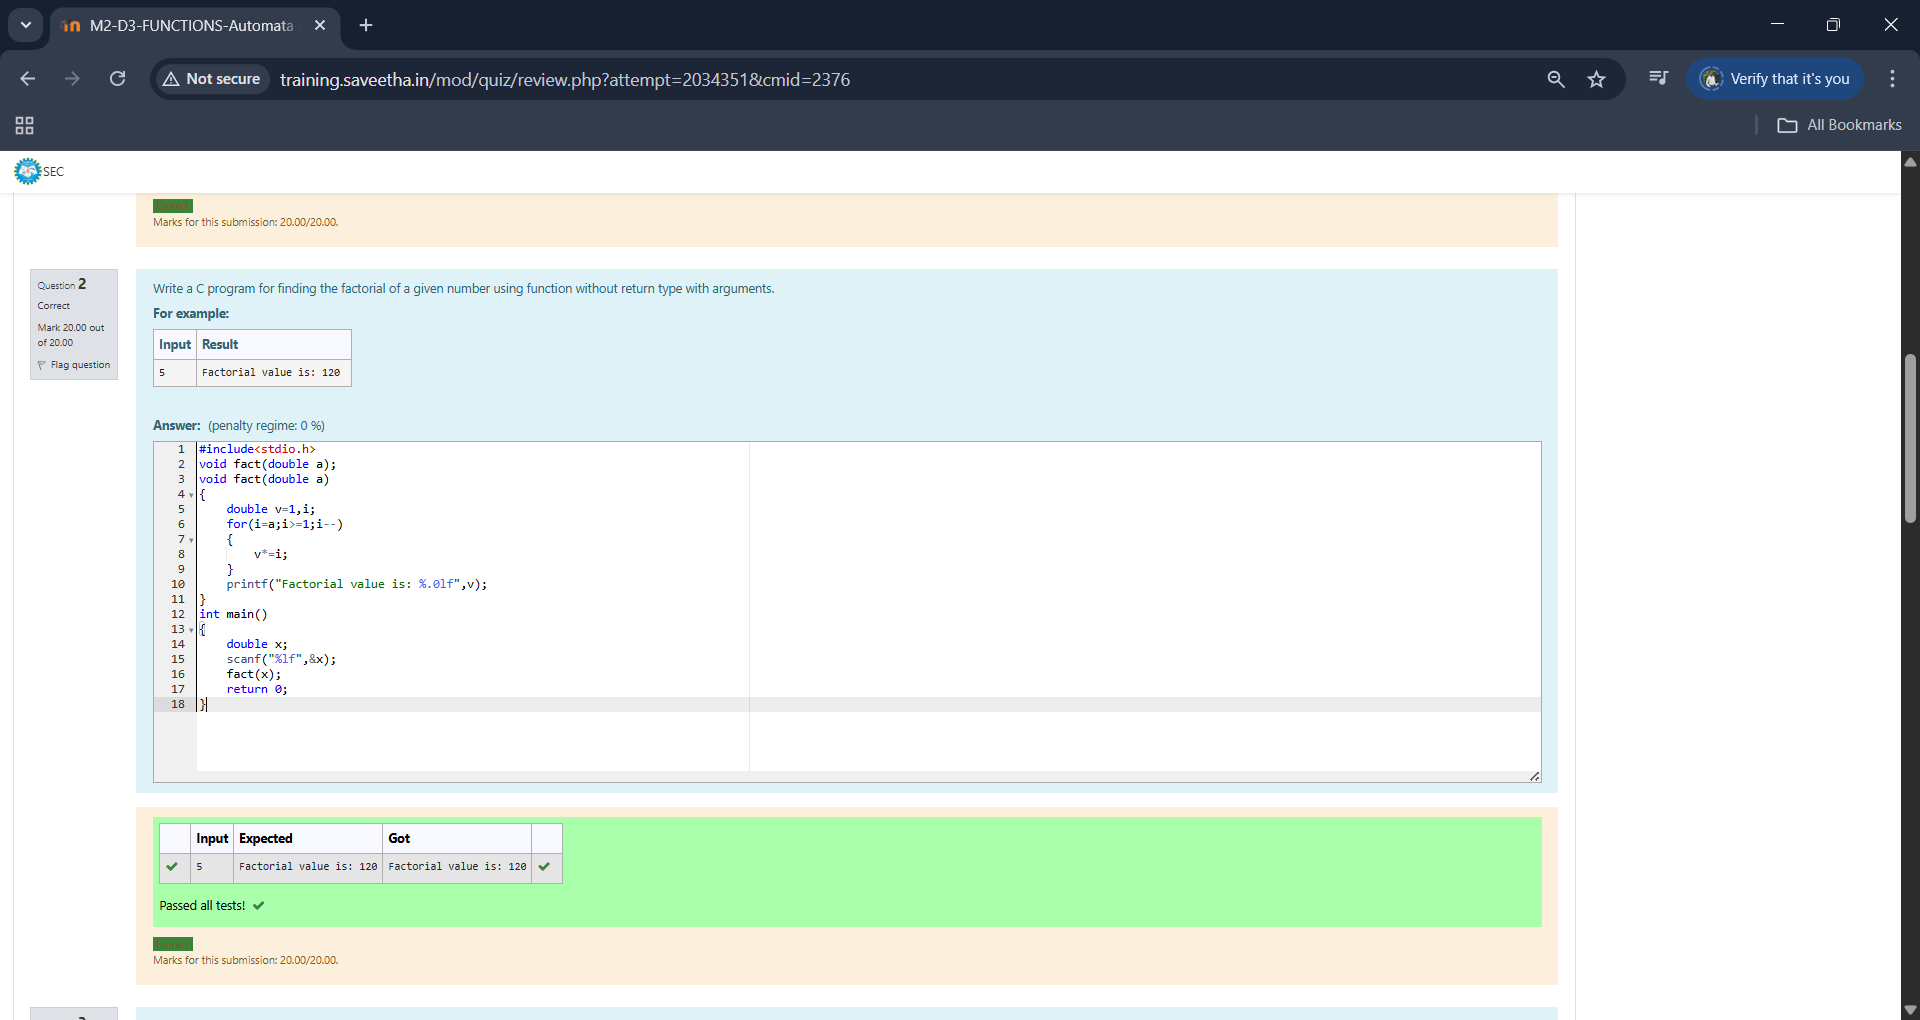 M2-D3-FUNCTIONS-Automata
Not secure
training.saveetha.in/mod/quiz/review.php?attempt=2034351&cmid=2376
Verify that it's you
All Bookmarks
SEC
Correct
Marks for this submission: 20.00/20.00.
Question 2
Correct
Mark 20.00 out
of 20.00
Flag question
Write a C program for finding the factorial of a given number using function without return type with arguments.
For example:
Input Result
5 Factorial value is: 120
Answer: (penalty regime: 0 %)
1 #include<stdio.h>
2 void fact(double a);
3 void fact(double a)
4 {
5 double v=1,i;
6 for(i=a;i>=1;i--)
7 {
8 v*=i;
9 }
10 printf("Factorial value is: %.0lf",v);
11 }
12 int main()
13 {
14 double x;
15 scanf("%lf",&x);
16 fact(x);
17 return 0;
18 }
Input Expected Got
5 Factorial value is: 120 Factorial value is: 120
Passed all tests!
Correct
Marks for this submission: 20.00/20.00.